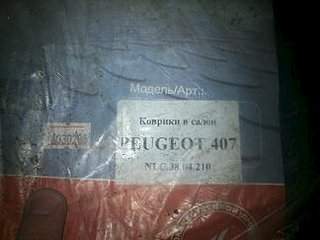 Модель/Арт.:
Коврики в салон
PEUGEOT 407
NLC.38.04.210